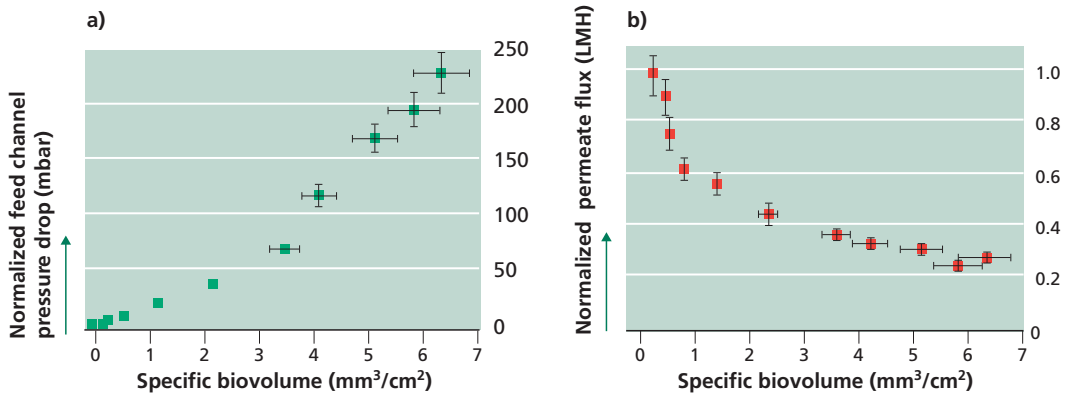 a)
Normalized feed channel
pressure drop (mbar)
250
200
150
100
50
0
0 1 2 3 4 5 6 7
Specific biovolume (mm³/cm²)
b)
Normalized permeate flux (LMH)
1.0
0.8
0.6
0.4
0.2
0
0 1 2 3 4 5 6 7
Specific biovolume (mm³/cm²)